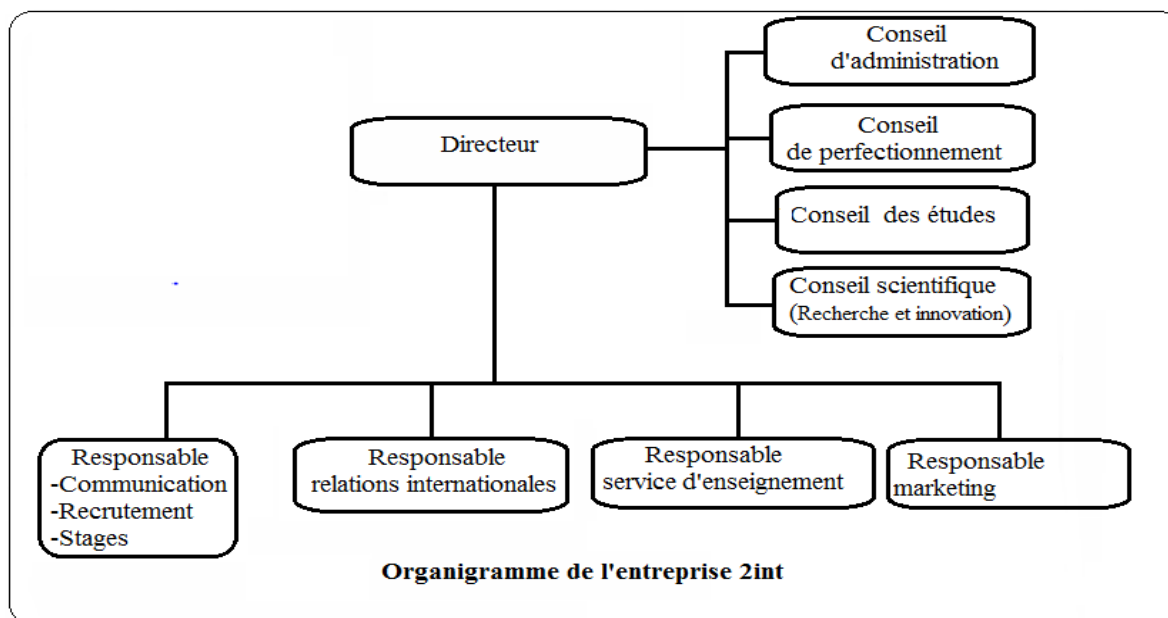 Conseil
d'administration
Directeur
Conseil
de perfectionnement
Conseil des études
Conseil scientifique
(Recherche et innovation)
Responsable
-Communication
-Recrutement
-Stages
Responsable
relations internationales
Responsable
service d'enseignement
Responsable
marketing
Organigramme de l'entreprise 2int